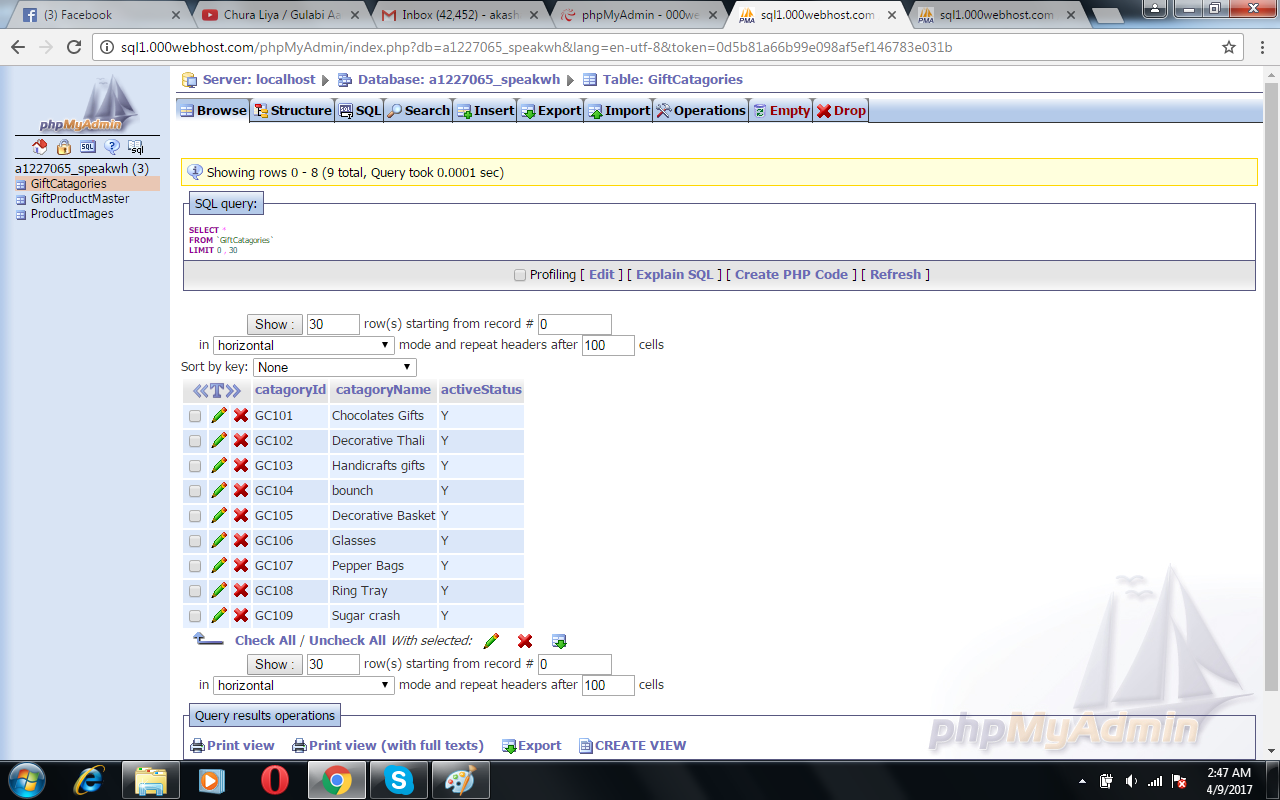 (3) Facebook
Chura Liya / Gulabi Aa
Inbox (42,452) - akash
phpMyAdmin - 000we
sql1.000webhost.com
sql1.000webhost.com
sql1.000webhost.com/phpMyAdmin/index.php?db=a1227065_speakwh&lang=en-utf-8&token=0d5b81a66b99e098af5ef146783e031b
phpMyAdmin
a1227065_speakwh (3)
GiftCatagories
GiftProductMaster
ProductImages
Server: localhost Database: a1227065_speakwh Table: GiftCatagories
Browse Structure SQL Search Insert Export Import Operations Empty Drop
Showing rows 0 - 8 (9 total, Query took 0.0001 sec)
SQL query:
SELECT *
FROM `GiftCatagories`
LIMIT 0 , 30
Profiling [ Edit ] [ Explain SQL ] [ Create PHP Code ] [ Refresh ]
Show : 30 row(s) starting from record # 0
in horizontal mode and repeat headers after 100 cells
Sort by key: None
T catagoryId catagoryName activeStatus
GC101 Chocolates Gifts Y
GC102 Decorative Thali Y
GC103 Handicrafts gifts Y
GC104 bounch Y
GC105 Decorative Basket Y
GC106 Glasses Y
GC107 Pepper Bags Y
GC108 Ring Tray Y
GC109 Sugar crash Y
Check All / Uncheck All With selected:
Show : 30 row(s) starting from record # 0
in horizontal mode and repeat headers after 100 cells
Query results operations
Print view Print view (with full texts) Export CREATE VIEW
phpMyAdmin
2:47 AM
4/9/2017